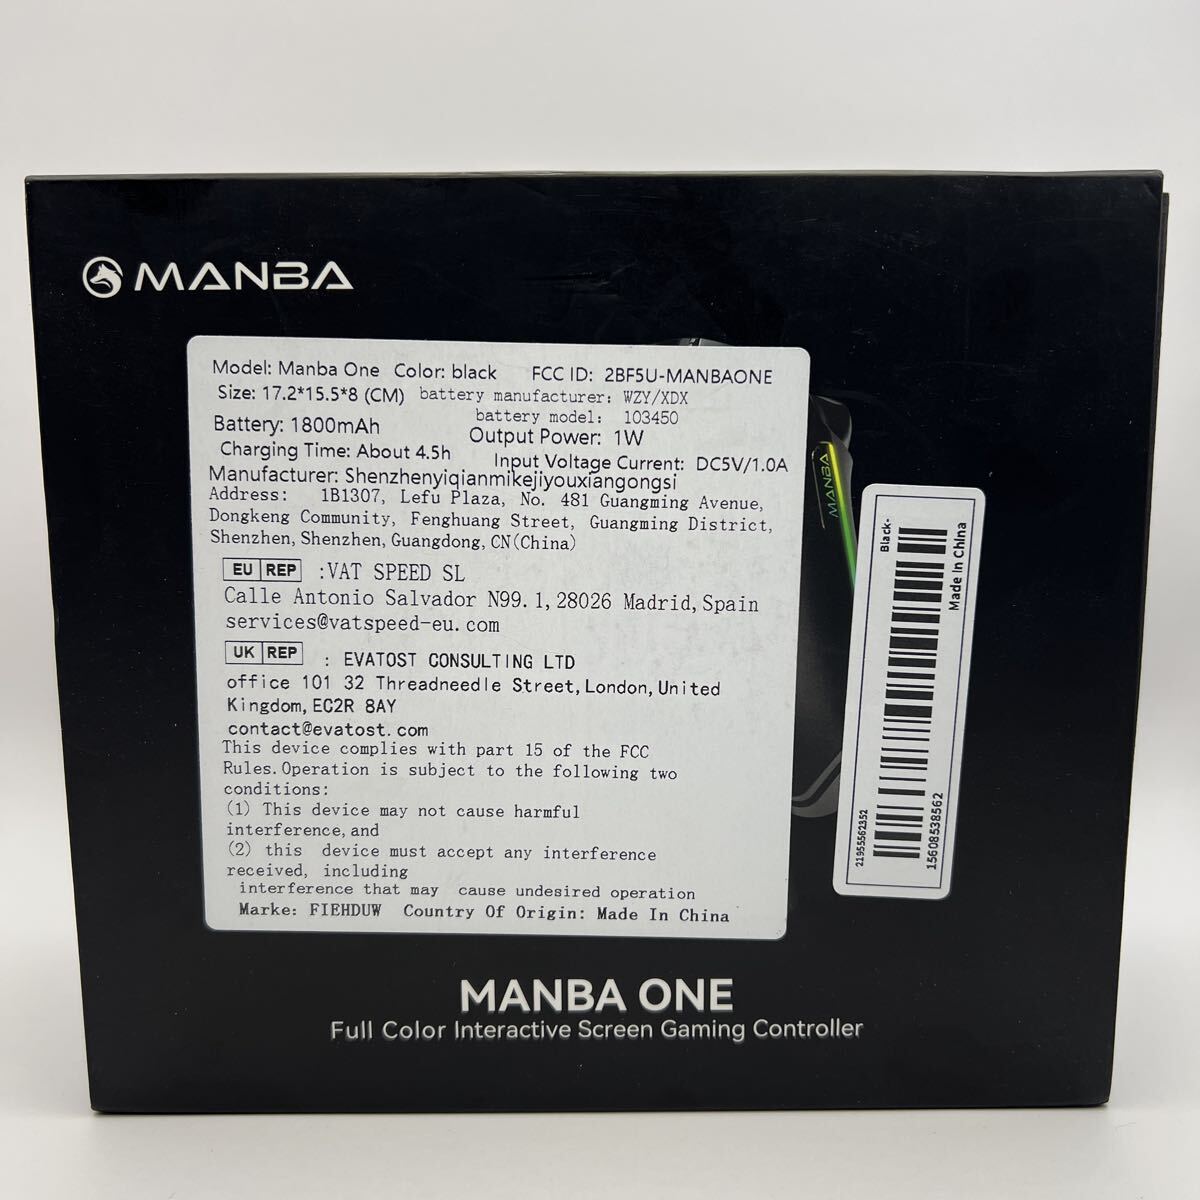 MANBA
Model: Manba One Color: black FCC ID: 2BF5U-MANBAONE
Size: 17.2*15.5*8 (CM) battery manufacturer: WZY/XDX
battery model: 103450
Battery: 1800mAh Output Power: 1W
Charging Time: About 4.5h Input Voltage Current: DC5V/1.0A
Manufacturer: Shenzhenyiqianmikejiyouxiangongsi
Address: 1B1307, Lefu Plaza, No. 481 Guangming Avenue,
Dongkeng Community, Fenghuang Street, Guangming District,
Shenzhen, Shenzhen, Guangdong, CN(China)
EU REP :VAT SPEED SL
Calle Antonio Salvador N99.1, 28026 Madrid, Spain
services@vatspeed-eu.com
UK REP : EVATOST CONSULTING LTD
office 101 32 Threadneedle Street, London, United
Kingdom, EC2R 8AY
contact@evatost.com
This device complies with part 15 of the FCC
Rules. Operation is subject to the following two
conditions:
(1) This device may not cause harmful
interference, and
(2) this device must accept any interference
received, including
interference that may cause undesired operation
Marke: FIEHDUW Country Of Origin: Made In China
MANBA
Black-
Made In China
21955562352
15608538562
MANBA ONE
Full Color Interactive Screen Gaming Controller